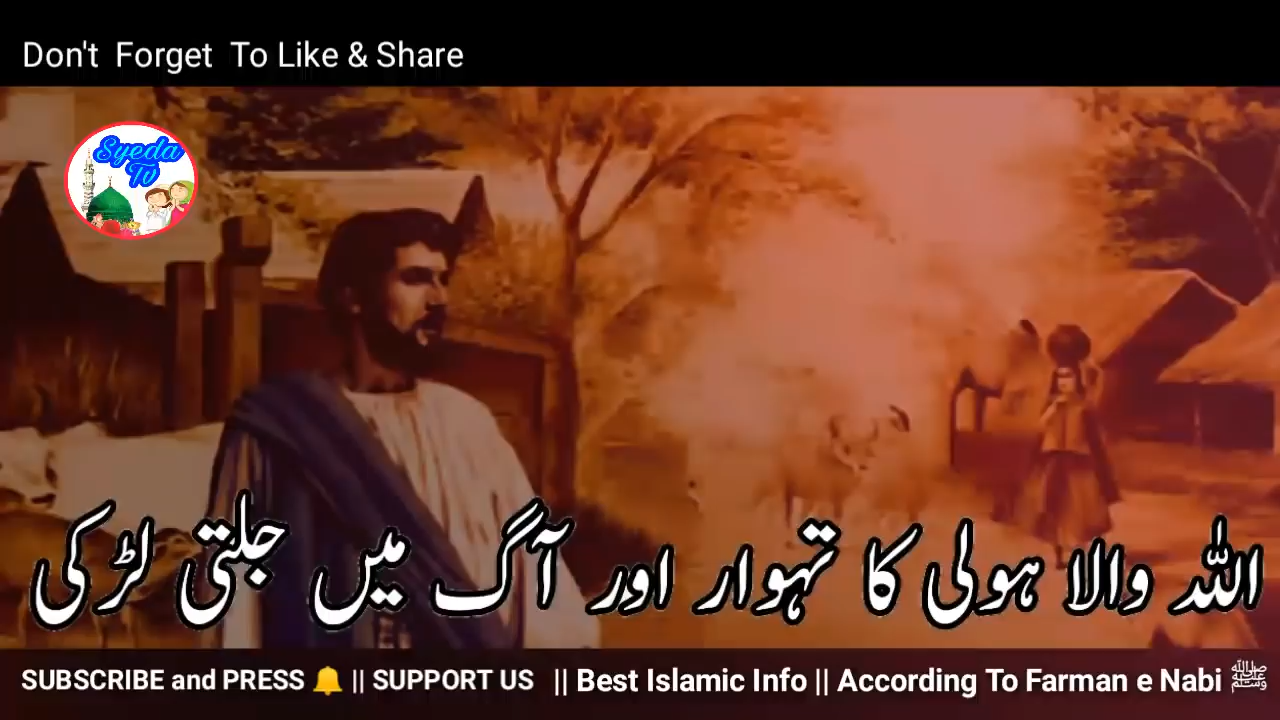 Don't Forget To Like & Share
Syeda
Tv
اللہ والا ہولی کا تہوار اور آگ میں جلتی لڑکی
SUBSCRIBE and PRESS 🔔 || SUPPORT US || Best Islamic Info || According To Farman e Nabi ﷺ